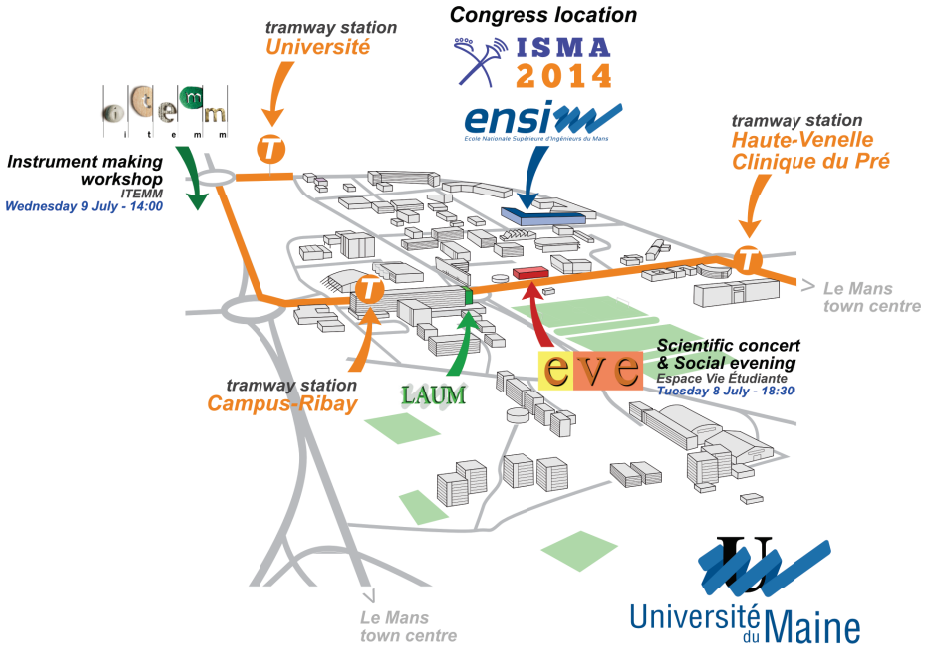 Congress location
ISMA
2014
ensim
Ecole Nationale Supérieure d'Ingénieurs du Mans
tramway station
Université
itemm
i t e m m
Instrument making
workshop
ITEMM
Wednesday 9 July - 14:00
tramway station
Haute-Venelle
Clinique du Pré
T
T
T
> Le Mans
town centre
Scientific concert
& Social evening
Espace Vie Étudiante
Tuesday 8 July - 18:30
eve
LAUM
tramway station
Campus-Ribay
Le Mans
town centre
U
Université
du Maine